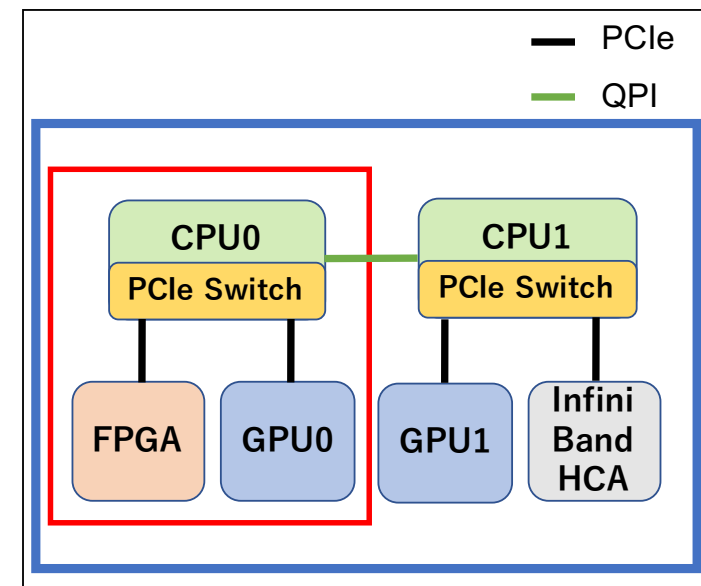 PCIe
QPI
CPU0
PCIe Switch
CPU1
PCIe Switch
FPGA
GPU0
GPU1
Infini
Band
HCA